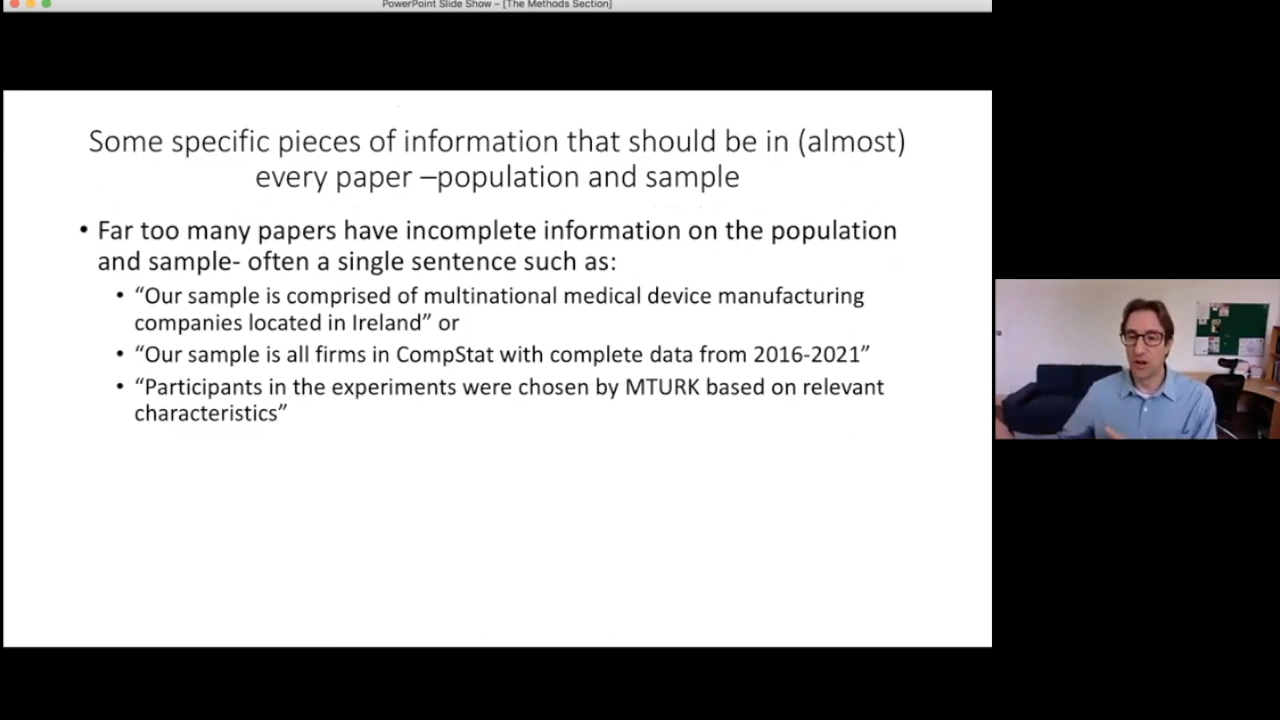 PowerPoint Slide Show – [The Methods Section]
Some specific pieces of information that should be in (almost)
every paper –population and sample
• Far too many papers have incomplete information on the population
and sample- often a single sentence such as:
• “Our sample is comprised of multinational medical device manufacturing
companies located in Ireland” or
• “Our sample is all firms in CompStat with complete data from 2016-2021”
• “Participants in the experiments were chosen by MTURK based on relevant
characteristics”